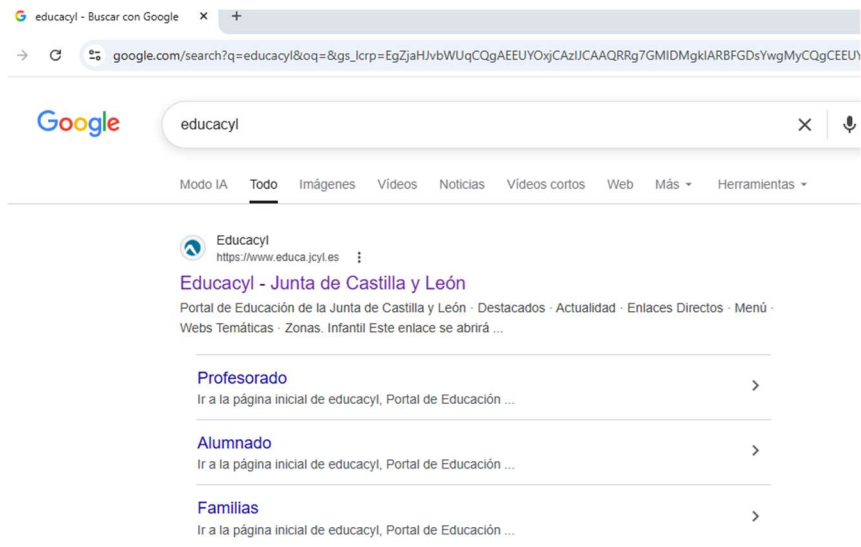 educacyl - Buscar con Google
google.com/search?q=educacyl&oq=&gs_lcrp=EgZjaHJvbWUqCQgAEEUYOxjCAzIJCAAQRRg7GMIDMgkIARBFGDsYwgMyCQgCEEUY
Google
educacyl
Modo IA Todo Imágenes Vídeos Noticias Vídeos cortos Web Más Herramientas
Educacyl
https://www.educa.jcyl.es
Educacyl - Junta de Castilla y León
Portal de Educación de la Junta de Castilla y León · Destacados · Actualidad · Enlaces Directos · Menú ·
Webs Temáticas · Zonas. Infantil Este enlace se abrirá ...
Profesorado
Ir a la página inicial de educacyl, Portal de Educación ...
Alumnado
Ir a la página inicial de educacyl, Portal de Educación ...
Familias
Ir a la página inicial de educacyl, Portal de Educación ...